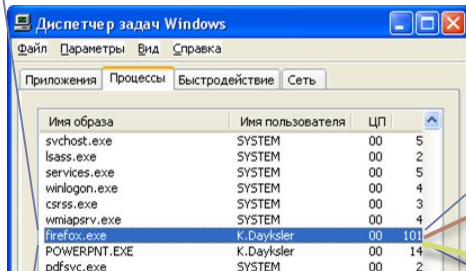 Диспетчер задач Windows
Файл Параметры Вид Справка
Приложения Процессы Быстродействие Сеть
Имя образа Имя пользователя ЦП
svchost.exe SYSTEM 00 5
lsass.exe SYSTEM 00 2
services.exe SYSTEM 00 5
winlogon.exe SYSTEM 00 4
csrss.exe SYSTEM 00 3
wmiapsrv.exe SYSTEM 00 4
firefox.exe K.Dayksler 00 101
POWERPNT.EXE K.Dayksler 00 14
pdfsvc.exe SYSTEM 00 2